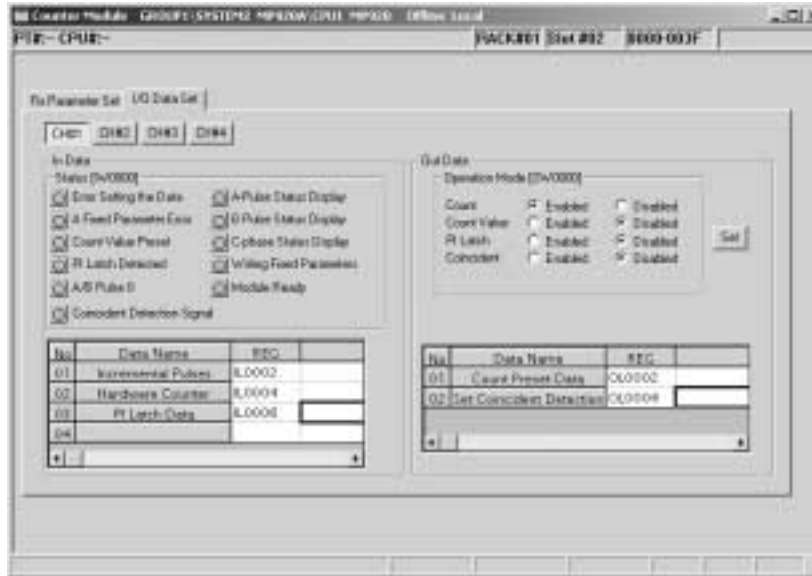 Counter Module GROUP1 SYSTEM2 MP920 CPU1 MP920 Offline Local
PT#:- CPU#:- RACK#01 Slot #02 0000-003F
Fix Parameter Set I/O Data Set
CH#1 CH#2 CH#3 CH#4
In Data
Status [IW0000]
Error Setting the Data A-Pulse Status Display
A Fixed Parameter Error B-Pulse Status Display
Count Value Preset C-phase Status Display
PI Latch Detected Writing Fixed Parameters
A/B Pulse 0 Module Ready
Coincident Detection Signal
No Data Name REG
01 Incremental Pulses IL0002
02 Hardware Counter IL0004
03 PI Latch Data IL0006
04
Out Data
Operation Mode [OW0000]
Count Enabled Disabled
Count Value Enabled Disabled
PI Latch Enabled Disabled
Coincident Enabled Disabled
Set
No Data Name REG
01 Count Preset Data OL0002
02 Set Coincident Detection OL0004